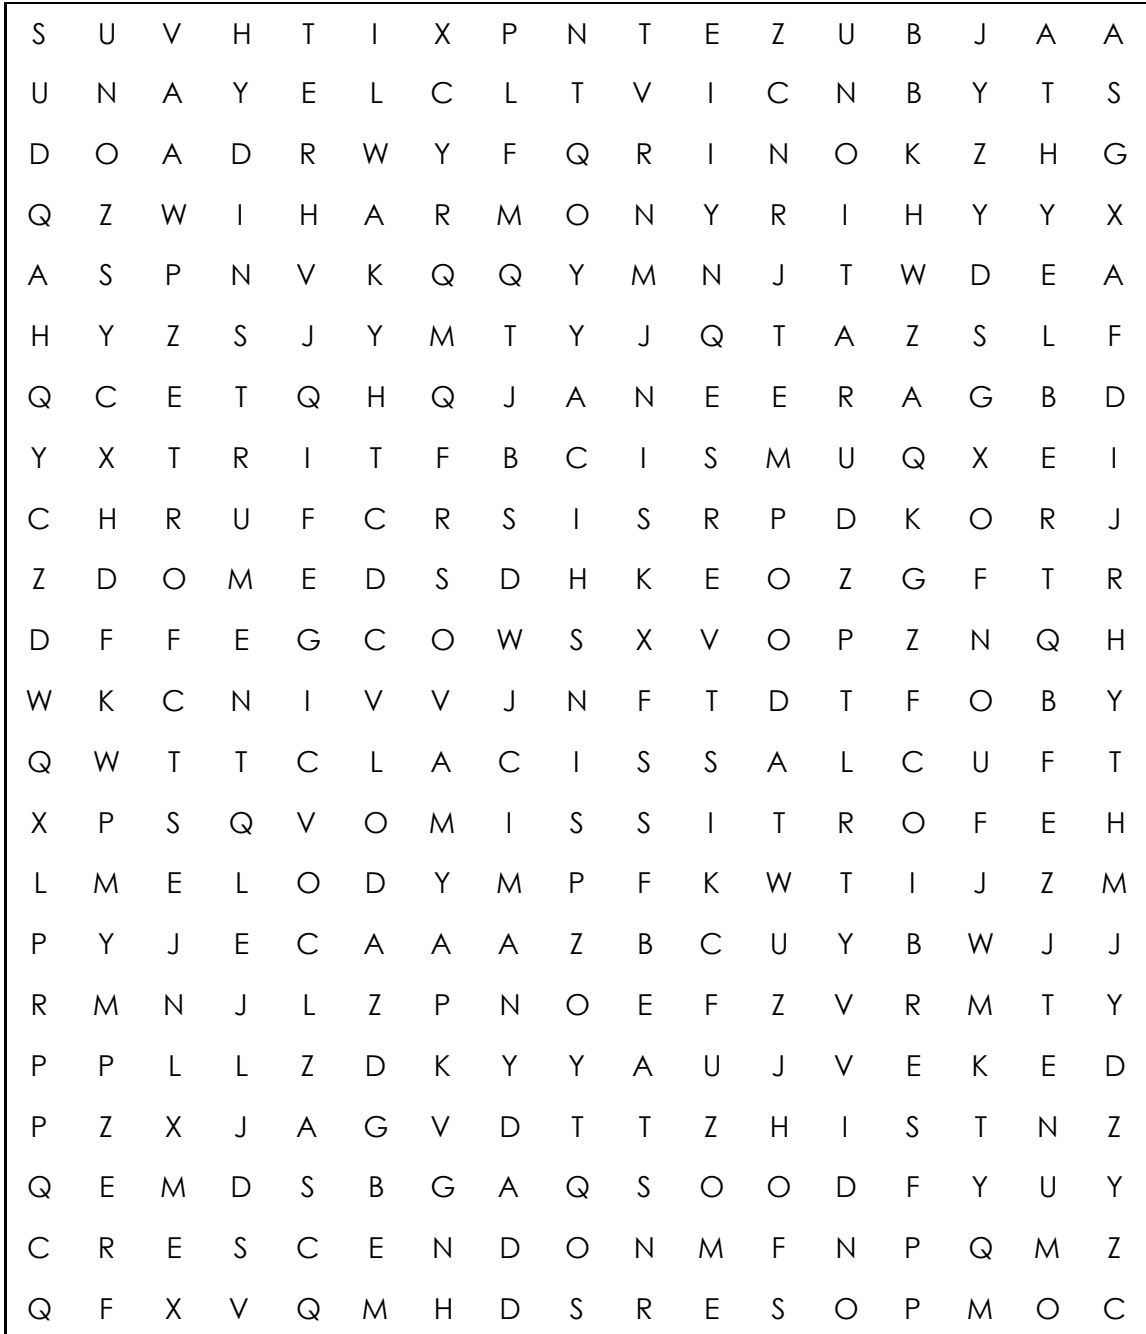 S U V H T I X P N T E Z U B J A A
U N A Y E L C L T V I C N B Y T S
D O A D R W Y F Q R I N O K Z H G
Q Z W I H A R M O N Y R I H Y Y X
A S P N V K Q Q Y M N J T W D E A
H Y Z S J Y M T Y J Q T A Z S L F
Q C E T Q H Q J A N E E R A G B D
Y X T R I T F B C I S M U Q X E I
C H R U F C R S I S R P D K O R J
Z D O M E D S D H K E O Z G F T R
D F F E G C O W S X V O P Z N Q H
W K C N I V V J N F T D T F O B Y
Q W T T C L A C I S S A L C U F T
X P S Q V O M I S S I T R O F E H
L M E L O D Y M P F K W T I J Z M
P Y J E C A A A Z B C U Y B W J J
R M N J L Z P N O E F Z V R M T Y
P P L L Z D K Y Y A U J V E K E D
P Z X J A G V D T T Z H I S T N Z
Q E M D S B G A Q S O O D F Y U Y
C R E S C E N D O N M F N P Q M Z
Q F X V Q M H D S R E S O P M O C